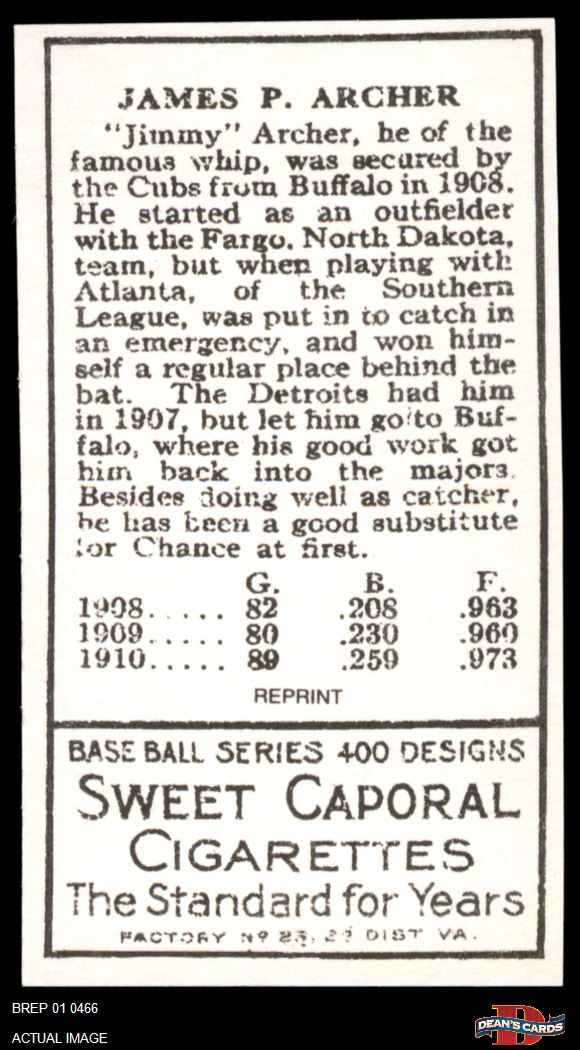 JAMES P. ARCHER
"Jimmy" Archer, he of the
famous whip, was secured by
the Cubs from Buffalo in 1908.
He started as an outfielder
with the Fargo, North Dakota,
team, but when playing with
Atlanta, of the Southern
League, was put in to catch in
an emergency, and won him-
self a regular place behind the
bat. The Detroits had him
in 1907, but let him go to Buf-
falo, where his good work got
him back into the majors.
Besides doing well as catcher,
he has been a good substitute
for Chance at first.
G. B. F.
1908..... 82 .208 .963
1909..... 80 .230 .960
1910..... 89 .259 .973
REPRINT
BASE BALL SERIES 400 DESIGNS
SWEET CAPORAL
CIGARETTES
The Standard for Years
FACTORY Nº 25, 2D DIST VA.
BREP 01 0466
ACTUAL IMAGE
D
DEAN'S CARDS